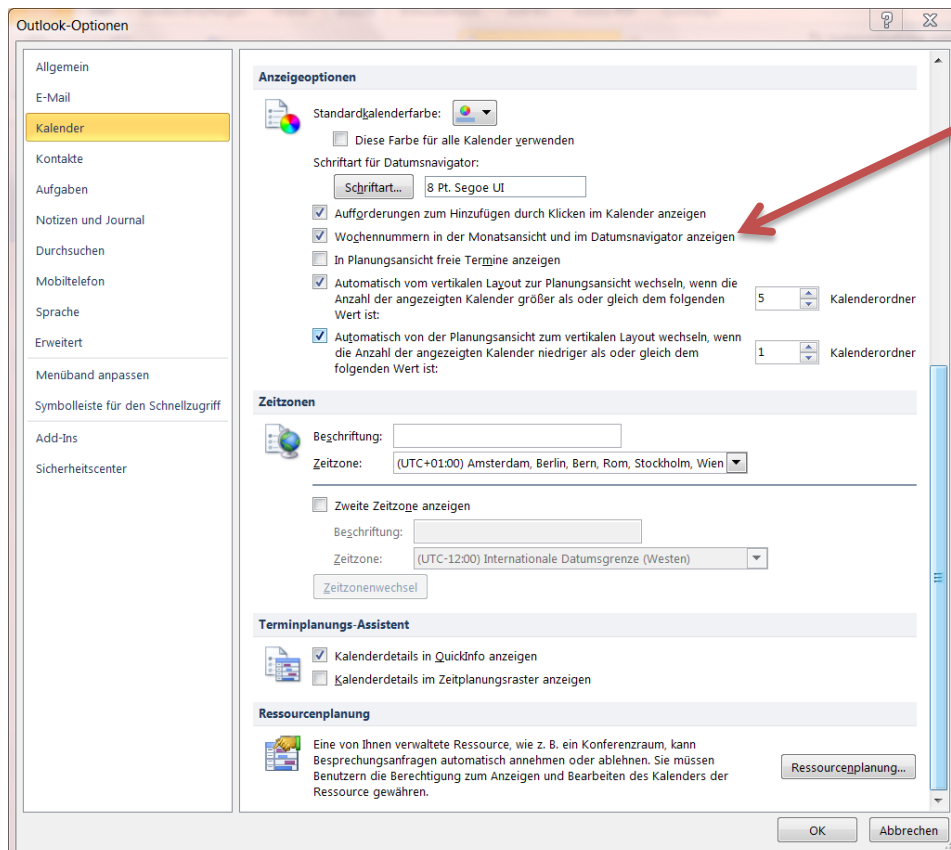 Outlook-Optionen
Allgemein
E-Mail
Kalender
Kontakte
Aufgaben
Notizen und Journal
Durchsuchen
Mobiltelefon
Sprache
Erweitert
Menüband anpassen
Symbolleiste für den Schnellzugriff
Add-Ins
Sicherheitscenter
Anzeigeoptionen
Standardkalenderfarbe:
Diese Farbe für alle Kalender verwenden
Schriftart für Datumsnavigator:
Schriftart... 8 Pt. Segoe UI
Aufforderungen zum Hinzufügen durch Klicken im Kalender anzeigen
Wochennummern in der Monatsansicht und im Datumsnavigator anzeigen
In Planungsansicht freie Termine anzeigen
Automatisch vom vertikalen Layout zur Planungsansicht wechseln, wenn die
Anzahl der angezeigten Kalender größer als oder gleich dem folgenden
Wert ist:
5 Kalenderordner
Automatisch von der Planungsansicht zum vertikalen Layout wechseln, wenn
die Anzahl der angezeigten Kalender niedriger als oder gleich dem
folgenden Wert ist:
1 Kalenderordner
Zeitzonen
Beschriftung:
Zeitzone: (UTC+01:00) Amsterdam, Berlin, Bern, Rom, Stockholm, Wien
Zweite Zeitzone anzeigen
Beschriftung:
Zeitzone: (UTC-12:00) Internationale Datumsgrenze (Westen)
Zeitzonenwechsel
Terminplanungs-Assistent
Kalenderdetails in QuickInfo anzeigen
Kalenderdetails im Zeitplanungsraster anzeigen
Ressourcenplanung
Eine von Ihnen verwaltete Ressource, wie z. B. ein Konferenzraum, kann
Besprechungsanfragen automatisch annehmen oder ablehnen. Sie müssen
Benutzern die Berechtigung zum Anzeigen und Bearbeiten des Kalenders der
Ressource gewähren.
Ressourcenplanung...
OK Abbrechen